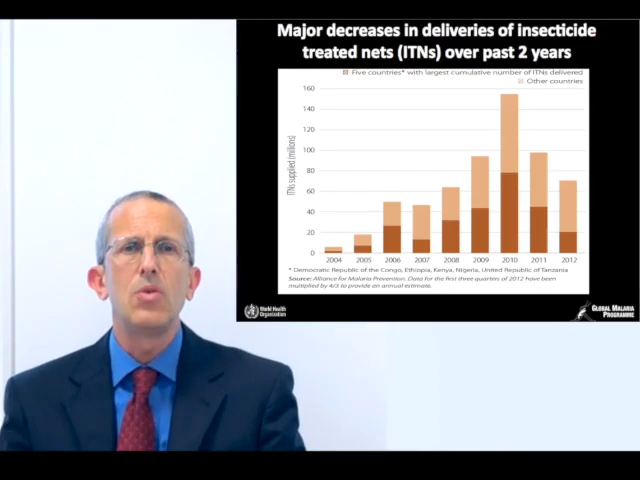 Major decreases in deliveries of insecticide
treated nets (ITNs) over past 2 years
Five countries* with largest cumulative number of ITNs delivered
Other countries
ITNs supplied (millions)
160
140
120
100
80
60
40
20
0
2004 2005 2006 2007 2008 2009 2010 2011 2012
* Democratic Republic of the Congo, Ethiopia, Kenya, Nigeria, United Republic of Tanzania
Source: Alliance for Malaria Prevention. Data for the first three quarters of 2012 have been
multiplied by 4/3 to provide an annual estimate.
World Health
Organization
GLOBAL MALARIA
PROGRAMME